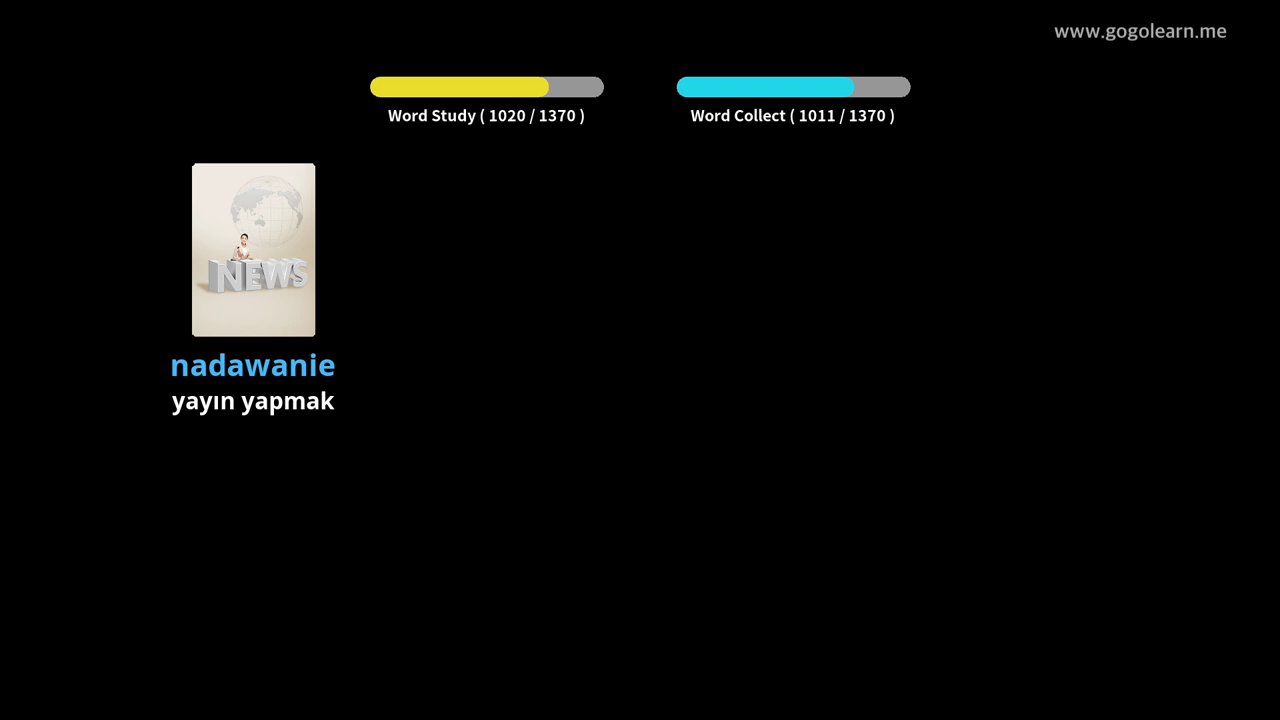 www.gogolearn.me
Word Study ( 1020 / 1370 )
Word Collect ( 1011 / 1370 )
NEWS
nadawanie
yayın yapmak